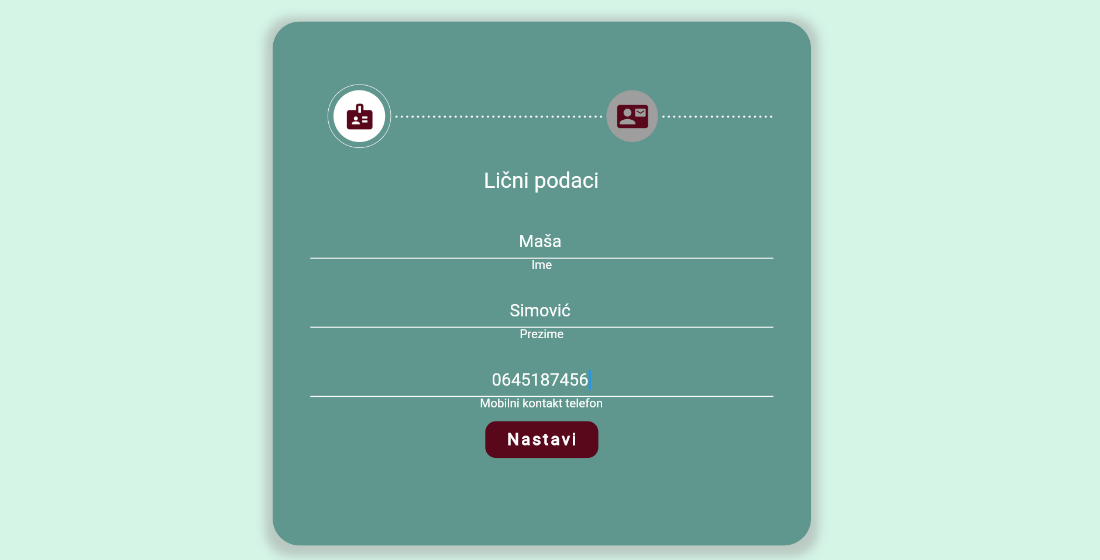 Lični podaci
Maša
Ime
Simović
Prezime
0645187456
Mobilni kontakt telefon
Nastavi